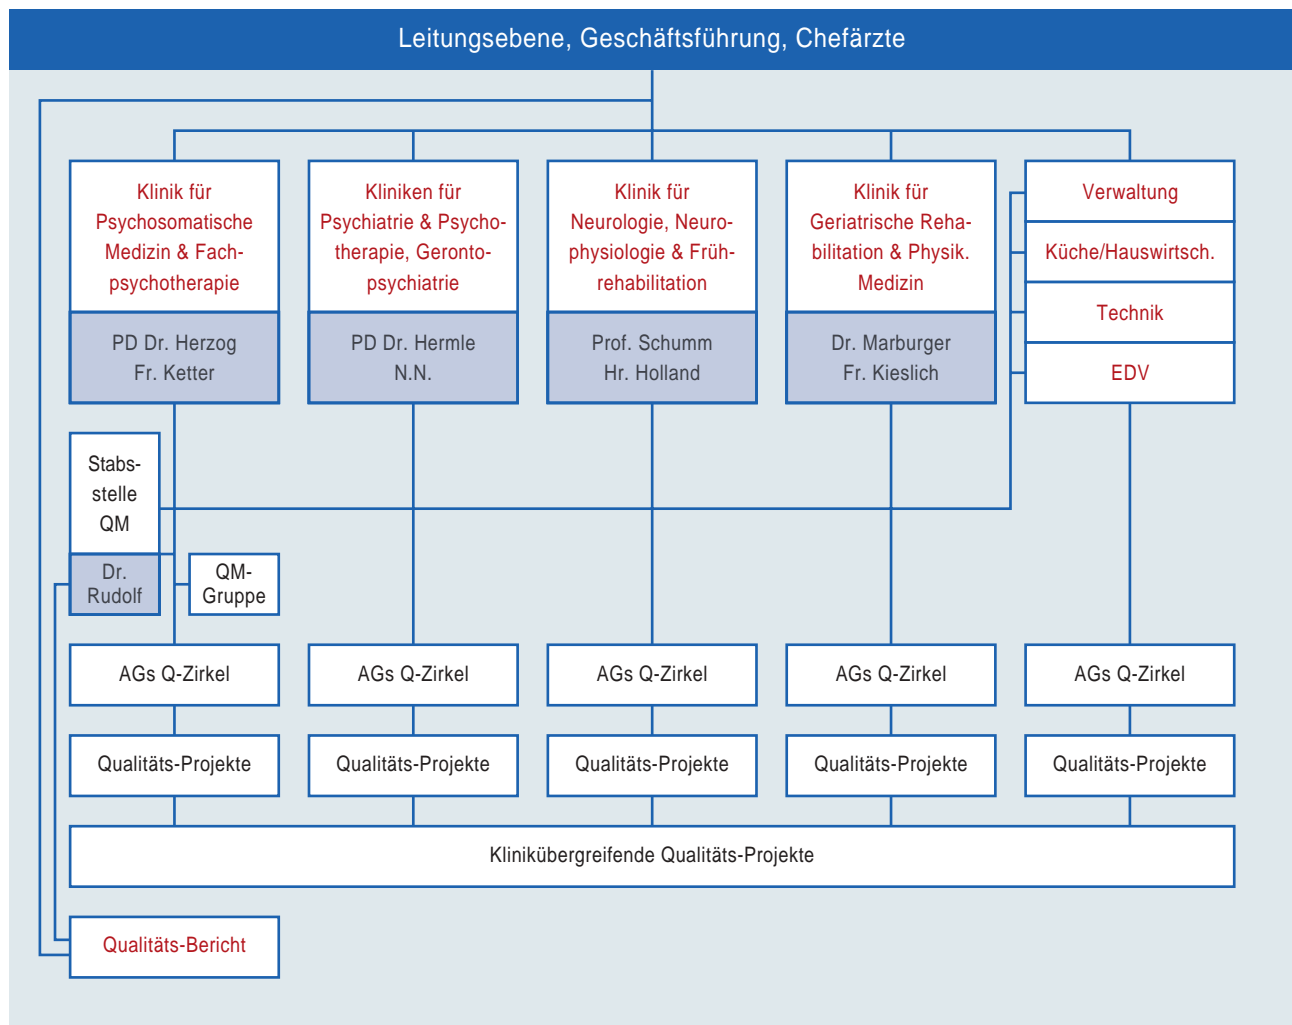 Leitungsebene, Geschäftsführung, Chefärzte
Klinik für
Psychosomatische
Medizin & Fach-
psychotherapie
PD Dr. Herzog
Fr. Ketter
Kliniken für
Psychiatrie & Psycho-
therapie, Geronto-
psychiatrie
PD Dr. Hermle
N.N.
Klinik für
Neurologie, Neuro-
physiologie & Früh-
rehabilitation
Prof. Schumm
Hr. Holland
Klinik für
Geriatrische Reha-
bilitation & Physik.
Medizin
Dr. Marburger
Fr. Kieslich
Verwaltung
Küche/Hauswirtsch.
Technik
EDV
Stabs-
stelle
QM
Dr.
Rudolf
QM-
Gruppe
AGs Q-Zirkel
AGs Q-Zirkel
AGs Q-Zirkel
AGs Q-Zirkel
AGs Q-Zirkel
Qualitäts-Projekte
Qualitäts-Projekte
Qualitäts-Projekte
Qualitäts-Projekte
Qualitäts-Projekte
Klinikübergreifende Qualitäts-Projekte
Qualitäts-Bericht